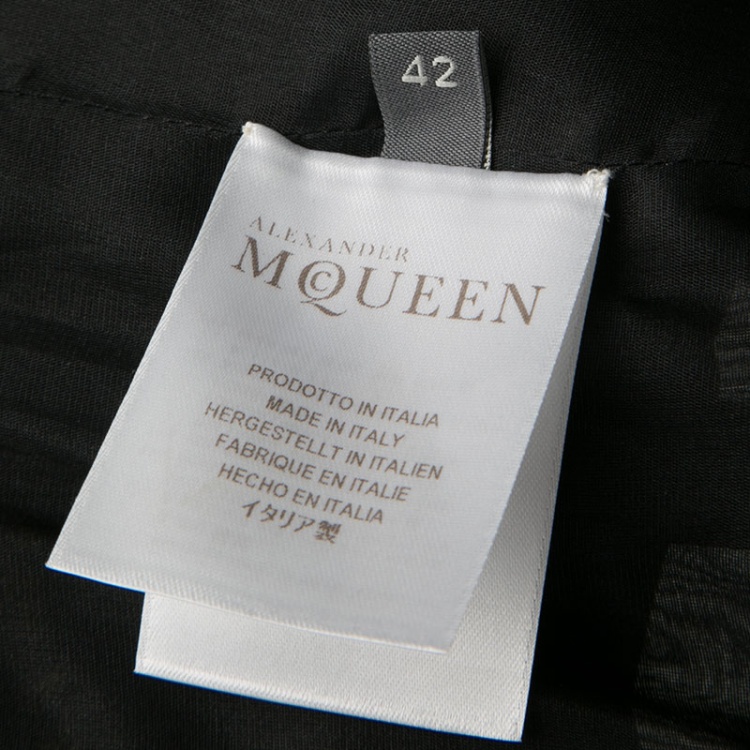 42
ALEXANDER
MCQUEEN
PRODOTTO IN ITALIA
MADE IN ITALY
HERGESTELLT IN ITALIEN
FABRIQUE EN ITALIE
HECHO EN ITALIA
イタリア製